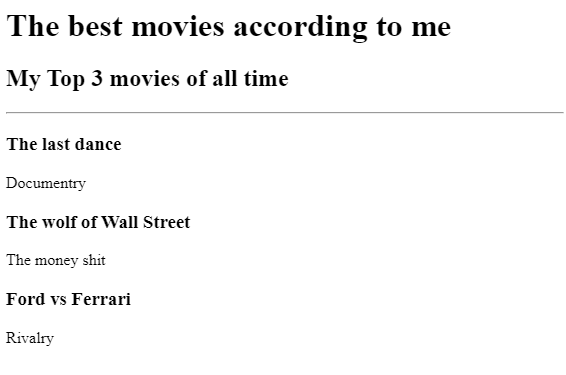 The best movies according to me
My Top 3 movies of all time
The last dance
Documentry
The wolf of Wall Street
The money shit
Ford vs Ferrari
Rivalry